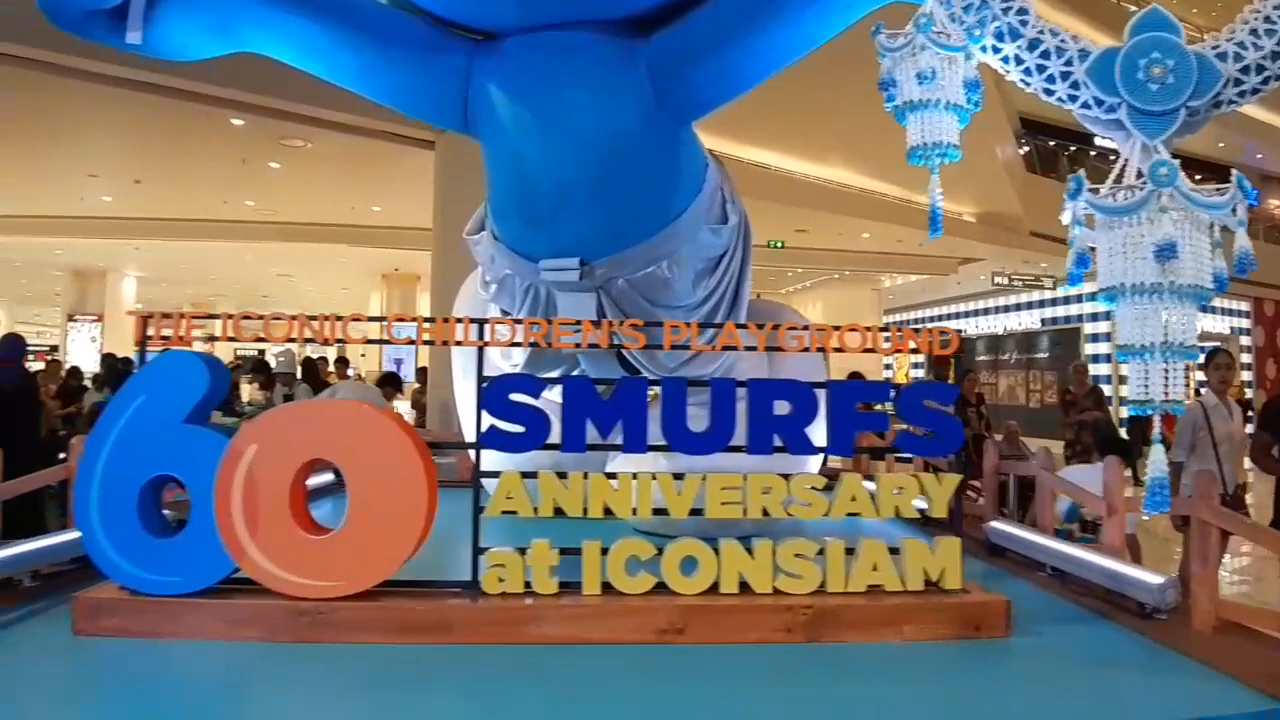 THE ICONIC CHILDREN'S PLAYGROUND
60
SMURFS
ANNIVERSARY
at ICONSIAM